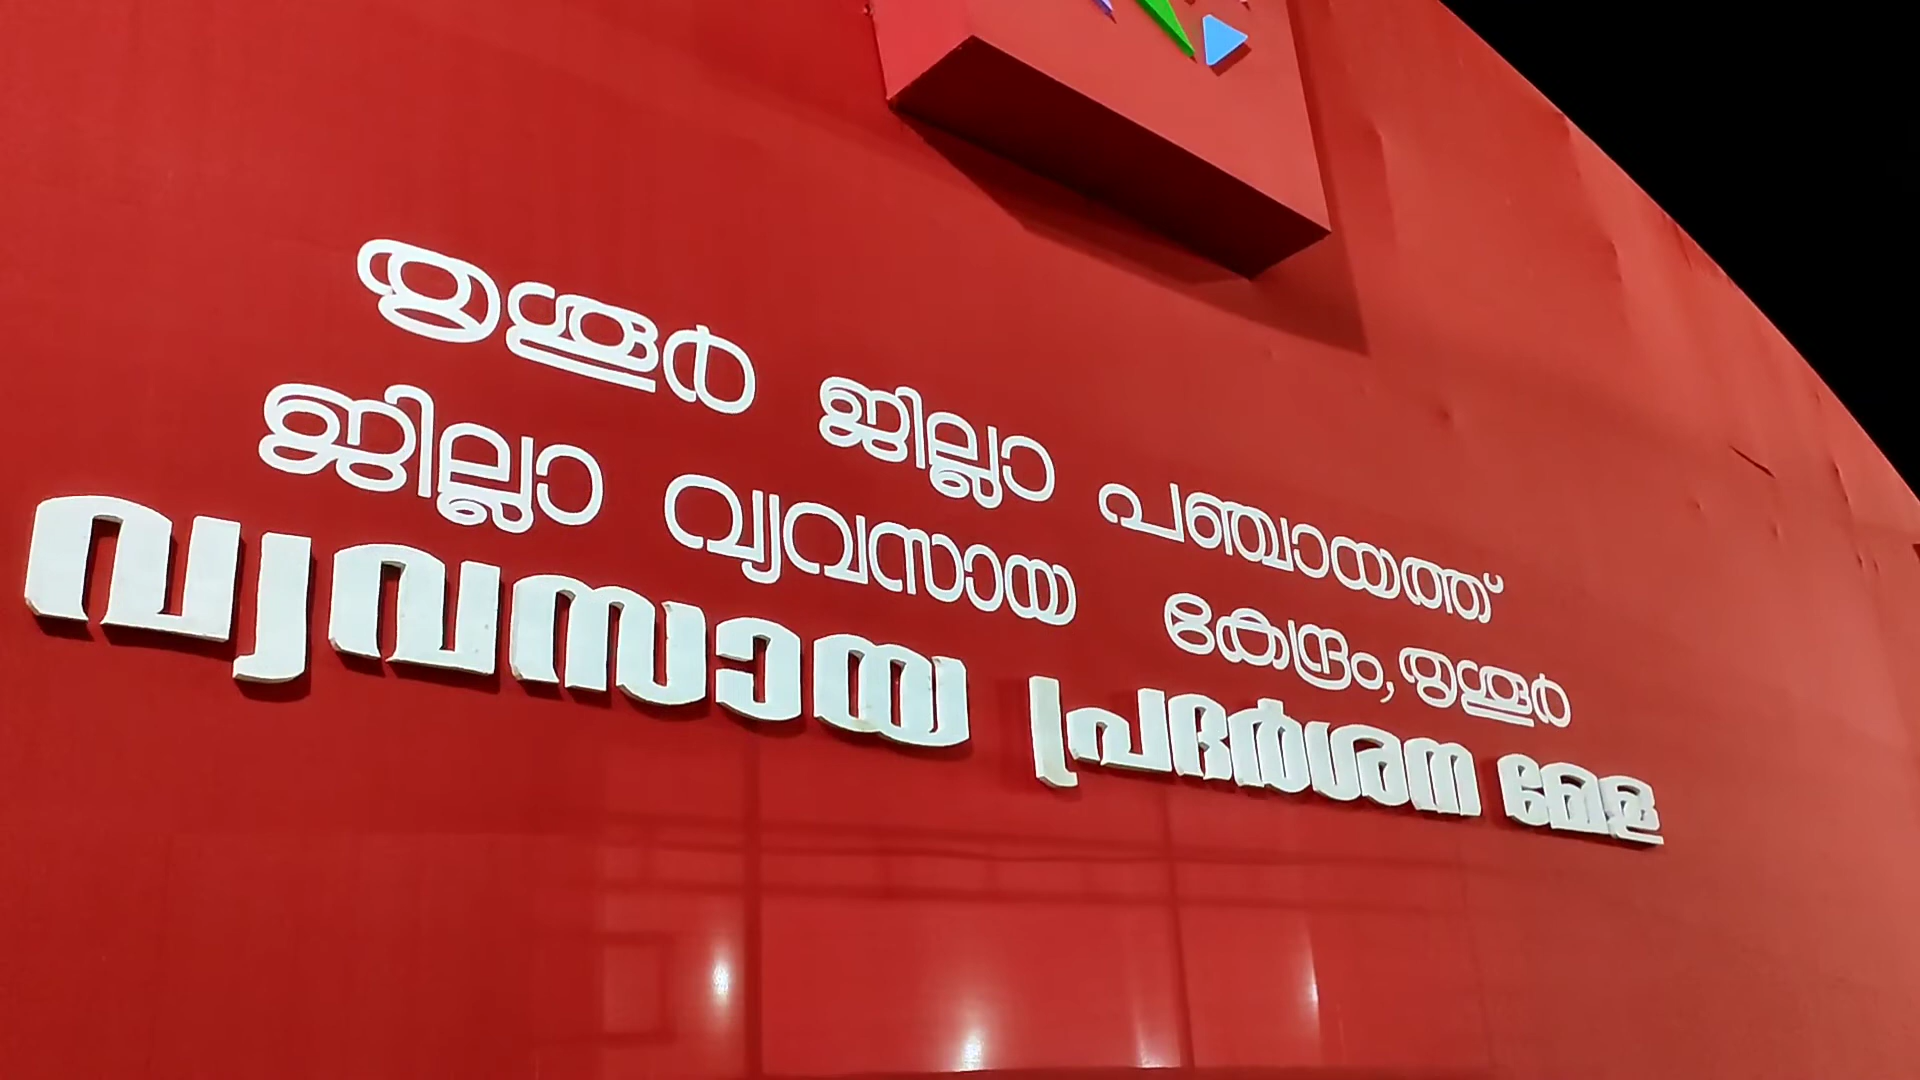 തൃശ്ശൂർ ജില്ലാ പഞ്ചായത്ത്
ജില്ലാ വ്യവസായ കേന്ദ്രം, തൃശ്ശൂർ
വ്യവസായ പ്രദർശന മേള